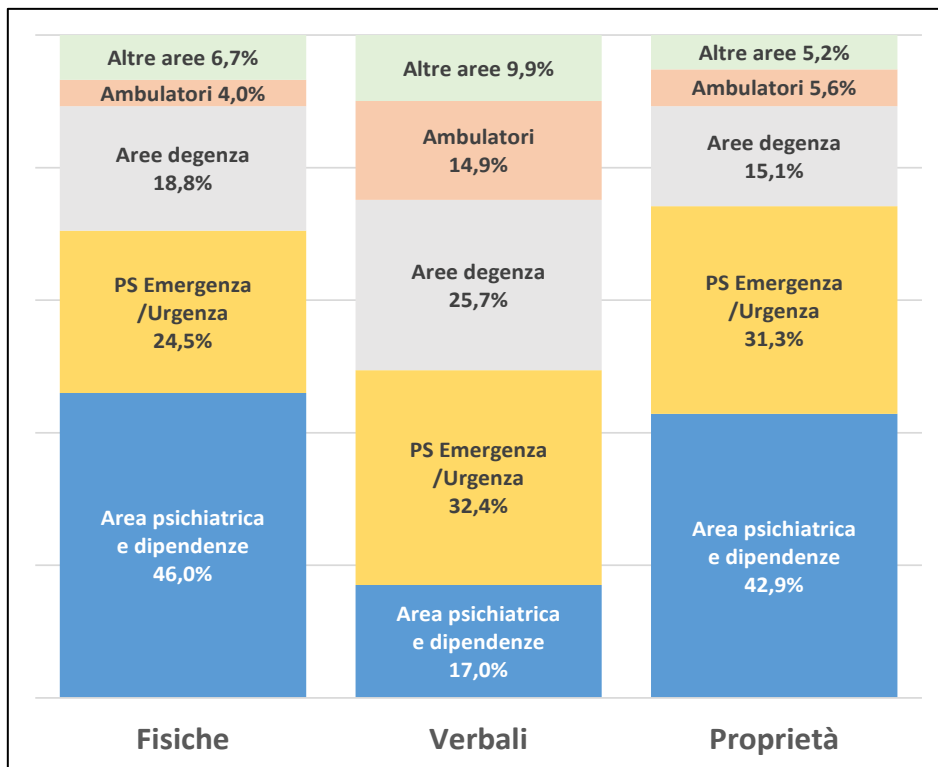 Altre aree 6,7%
Ambulatori 4,0%
Aree degenza
18,8%
PS Emergenza
/Urgenza
24,5%
Area psichiatrica
e dipendenze
46,0%
Fisiche
Altre aree 9,9%
Ambulatori
14,9%
Aree degenza
25,7%
PS Emergenza
/Urgenza
32,4%
Area psichiatrica
e dipendenze
17,0%
Verbali
Altre aree 5,2%
Ambulatori 5,6%
Aree degenza
15,1%
PS Emergenza
/Urgenza
31,3%
Area psichiatrica
e dipendenze
42,9%
Proprietà